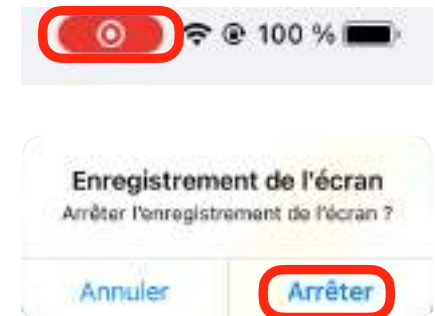 100 %
Enregistrement de l'écran
Arrêter l'enregistrement de l'écran ?
Annuler Arrêter